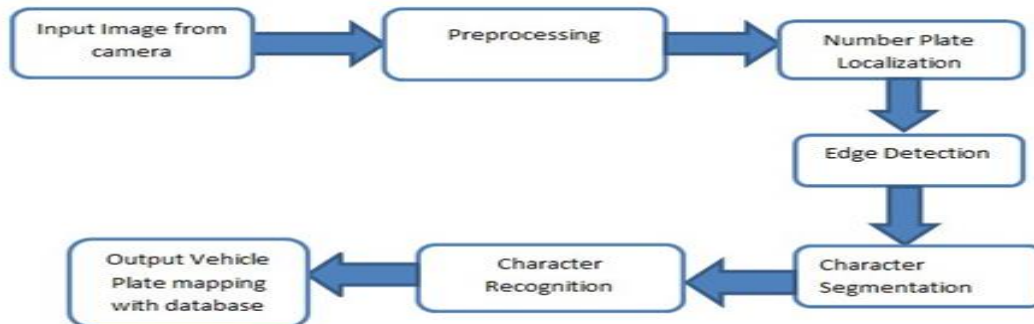 Input Image from
camera
Preprocessing
Number Plate
Localization
Edge Detection
Character
Segmentation
Character
Recognition
Output Vehicle
Plate mapping
with database